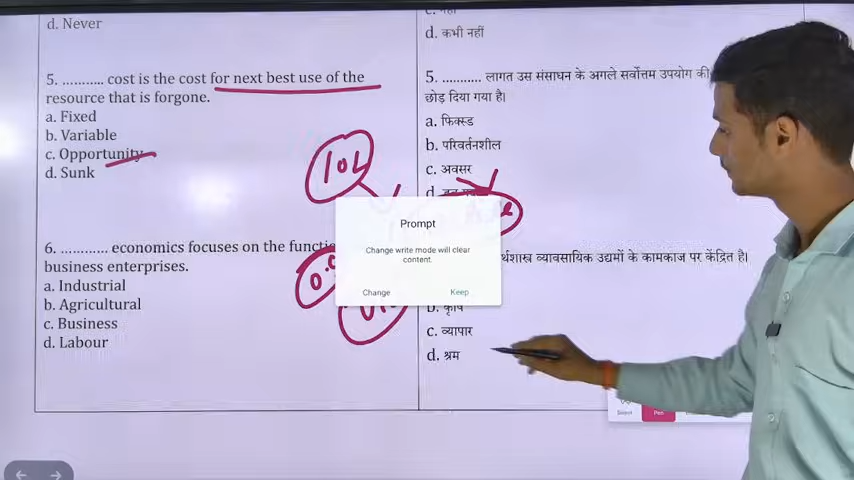 d. Never
5. ........... cost is the cost for next best use of the
resource that is forgone.
a. Fixed
b. Variable
c. Opportunity
d. Sunk
6. ............ economics focuses on the
business enterprises.
a. Industrial
b. Agricultural
c. Business
d. Labour
d. कभी नहीं
5. ........... लागत उस संसाधन के अगले सर्वोत्तम उपयोग की
छोड़ दिया गया है।
a. फिक्स्ड
b. परिवर्तनशील
c. अवसर
d.
व्यावसायिक उद्यमों के कामकाज पर केंद्रित है।
b. कृषि
c. व्यापार
d. श्रम
10L
Prompt
Change write mode will clear
content.
Change Keep
Select Pen